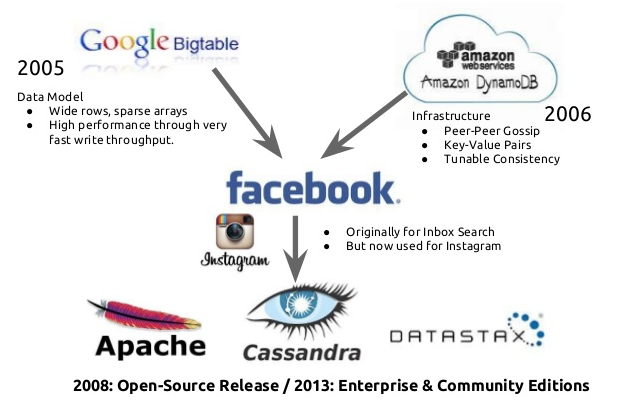 Google Bigtable
amazon
webservices
Amazon DynamoDB
2005
2006
Data Model
● Wide rows, sparse arrays
● High performance through very
fast write throughput.
Infrastructure
● Peer-Peer Gossip
● Key-Value Pairs
● Tunable Consistency
facebook.
Instagram
● Originally for Inbox Search
● But now used for Instagram
Apache
Cassandra
DATASTAX
2008: Open-Source Release / 2013: Enterprise & Community Editions